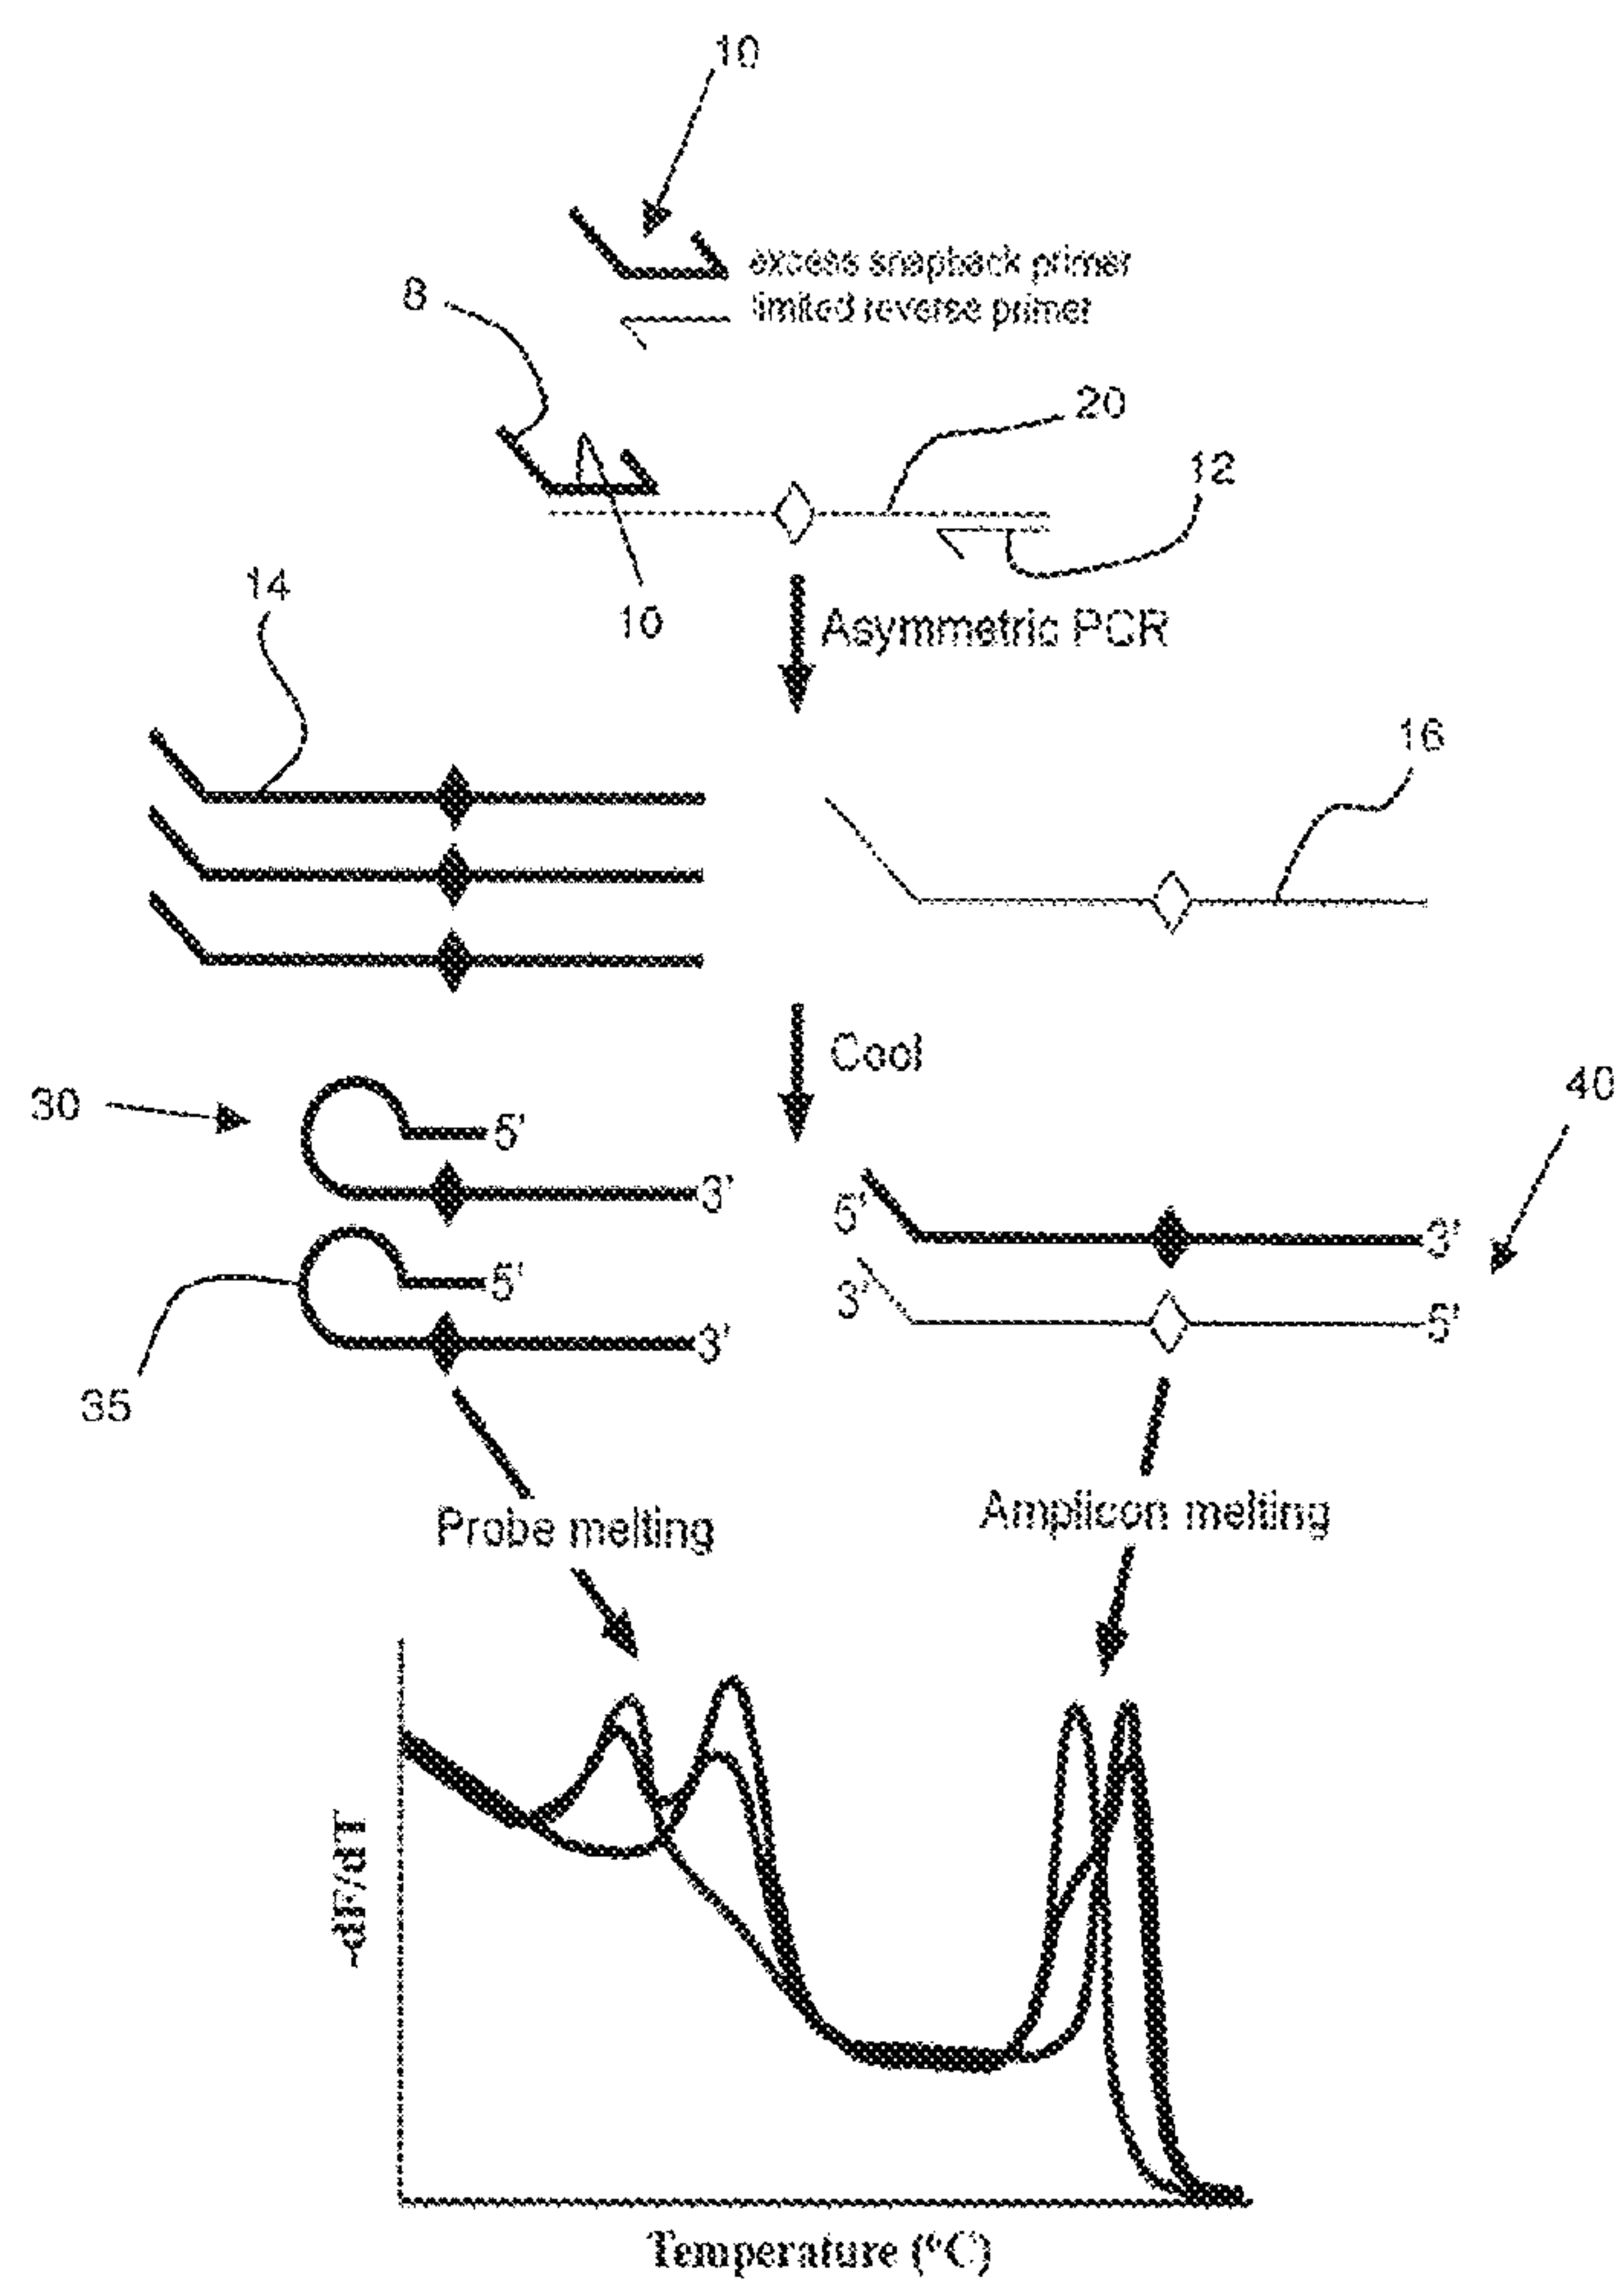 10
excess snapback primer
8
limited reverse primer
20
12
14
10
Asymmetric PCR
16
Cool
30
40
5'
3'
5'
3'
5'
3'
3'
5'
35
Probe melting
Amplicon melting
-dF/dT
Temperature (°C)